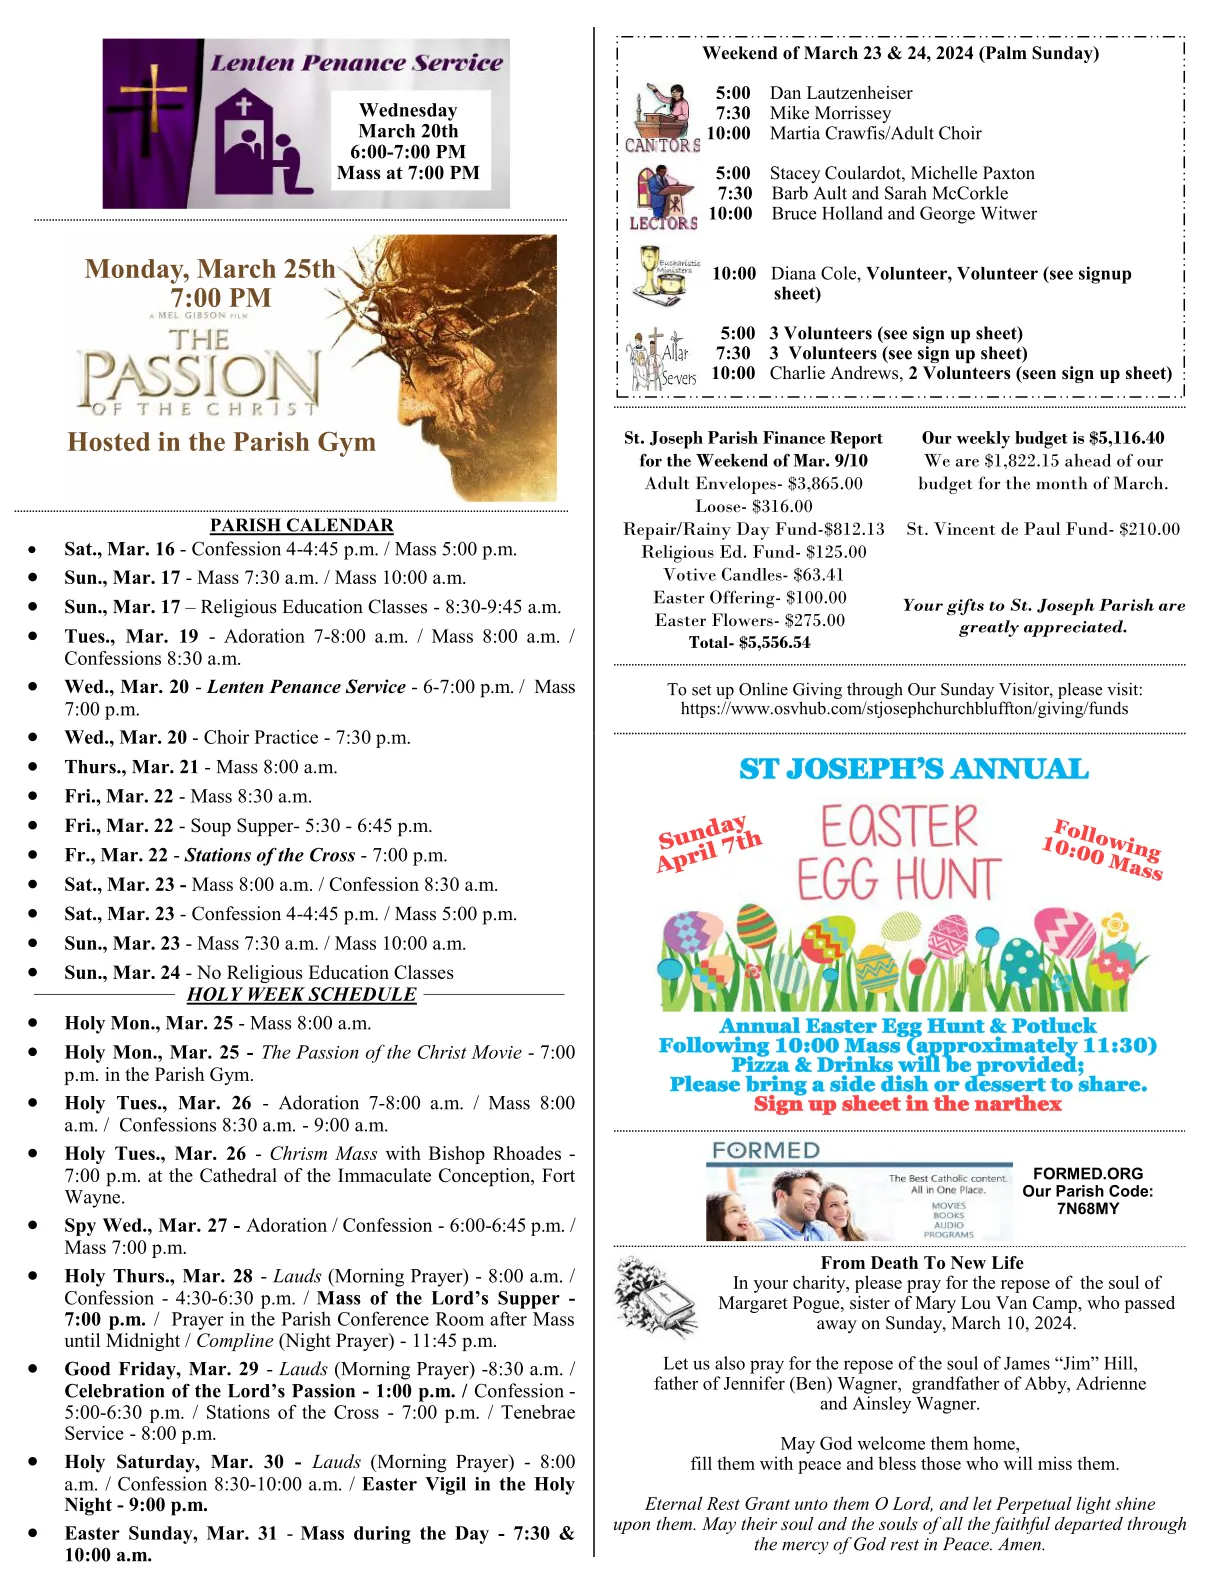 Lenten Penance Service
Wednesday
March 20th
6:00-7:00 PM
Mass at 7:00 PM
Monday, March 25th
7:00 PM
A MEL GIBSON FILM
THE
PASSION
OF THE CHRIST
Hosted in the Parish Gym
PARISH CALENDAR
• Sat., Mar. 16 - Confession 4-4:45 p.m. / Mass 5:00 p.m.
• Sun., Mar. 17 - Mass 7:30 a.m. / Mass 10:00 a.m.
• Sun., Mar. 17 – Religious Education Classes - 8:30-9:45 a.m.
• Tues., Mar. 19 - Adoration 7-8:00 a.m. / Mass 8:00 a.m. /
Confessions 8:30 a.m.
• Wed., Mar. 20 - Lenten Penance Service - 6-7:00 p.m. / Mass
7:00 p.m.
• Wed., Mar. 20 - Choir Practice - 7:30 p.m.
• Thurs., Mar. 21 - Mass 8:00 a.m.
• Fri., Mar. 22 - Mass 8:30 a.m.
• Fri., Mar. 22 - Soup Supper- 5:30 - 6:45 p.m.
• Fr., Mar. 22 - Stations of the Cross - 7:00 p.m.
• Sat., Mar. 23 - Mass 8:00 a.m. / Confession 8:30 a.m.
• Sat., Mar. 23 - Confession 4-4:45 p.m. / Mass 5:00 p.m.
• Sun., Mar. 23 - Mass 7:30 a.m. / Mass 10:00 a.m.
• Sun., Mar. 24 - No Religious Education Classes
HOLY WEEK SCHEDULE
• Holy Mon., Mar. 25 - Mass 8:00 a.m.
• Holy Mon., Mar. 25 - The Passion of the Christ Movie - 7:00
p.m. in the Parish Gym.
• Holy Tues., Mar. 26 - Adoration 7-8:00 a.m. / Mass 8:00
a.m. / Confessions 8:30 a.m. - 9:00 a.m.
• Holy Tues., Mar. 26 - Chrism Mass with Bishop Rhoades -
7:00 p.m. at the Cathedral of the Immaculate Conception, Fort
Wayne.
• Spy Wed., Mar. 27 - Adoration / Confession - 6:00-6:45 p.m. /
Mass 7:00 p.m.
• Holy Thurs., Mar. 28 - Lauds (Morning Prayer) - 8:00 a.m. /
Confession - 4:30-6:30 p.m. / Mass of the Lord's Supper -
7:00 p.m. / Prayer in the Parish Conference Room after Mass
until Midnight / Compline (Night Prayer) - 11:45 p.m.
• Good Friday, Mar. 29 - Lauds (Morning Prayer) -8:30 a.m. /
Celebration of the Lord's Passion - 1:00 p.m. / Confession -
5:00-6:30 p.m. / Stations of the Cross - 7:00 p.m. / Tenebrae
Service - 8:00 p.m.
• Holy Saturday, Mar. 30 - Lauds (Morning Prayer) - 8:00
a.m. / Confession 8:30-10:00 a.m. / Easter Vigil in the Holy
Night - 9:00 p.m.
• Easter Sunday, Mar. 31 - Mass during the Day - 7:30 &
10:00 a.m.
Weekend of March 23 & 24, 2024 (Palm Sunday)
5:00 Dan Lautzenheiser
7:30 Mike Morrissey
10:00 Martia Crawfis/Adult Choir
CANTORS
5:00 Stacey Coulardot, Michelle Paxton
7:30 Barb Ault and Sarah McCorkle
10:00 Bruce Holland and George Witwer
LECTORS
Eucharistic
Ministers
10:00 Diana Cole, Volunteer, Volunteer (see signup
sheet)
5:00 3 Volunteers (see sign up sheet)
7:30 3 Volunteers (see sign up sheet)
10:00 Charlie Andrews, 2 Volunteers (seen sign up sheet)
Altar
Servers
St. Joseph Parish Finance Report
for the Weekend of Mar. 9/10
Adult Envelopes- $3,865.00
Loose- $316.00
Repair/Rainy Day Fund-$812.13
Religious Ed. Fund- $125.00
Votive Candles- $63.41
Easter Offering- $100.00
Easter Flowers- $275.00
Total- $5,556.54
Our weekly budget is $5,116.40
We are $1,822.15 ahead of our
budget for the month of March.
St. Vincent de Paul Fund- $210.00
Your gifts to St. Joseph Parish are
greatly appreciated.
To set up Online Giving through Our Sunday Visitor, please visit:
https://www.osvhub.com/stjosephchurchbluffton/giving/funds
ST JOSEPH'S ANNUAL
Sunday
April 7th
EASTER
EGG HUNT
Following
10:00 Mass
Annual Easter Egg Hunt & Potluck
Following 10:00 Mass (approximately 11:30)
Pizza & Drinks will be provided;
Please bring a side dish or dessert to share.
Sign up sheet in the narthex
FORMED
The Best Catholic content.
All in One Place.
MOVIES
BOOKS
AUDIO
PROGRAMS
FORMED.ORG
Our Parish Code:
7N68MY
From Death To New Life
In your charity, please pray for the repose of the soul of
Margaret Pogue, sister of Mary Lou Van Camp, who passed
away on Sunday, March 10, 2024.
Let us also pray for the repose of the soul of James “Jim” Hill,
father of Jennifer (Ben) Wagner, grandfather of Abby, Adrienne
and Ainsley Wagner.
May God welcome them home,
fill them with peace and bless those who will miss them.
Eternal Rest Grant unto them O Lord, and let Perpetual light shine
upon them. May their soul and the souls of all the faithful departed through
the mercy of God rest in Peace. Amen.